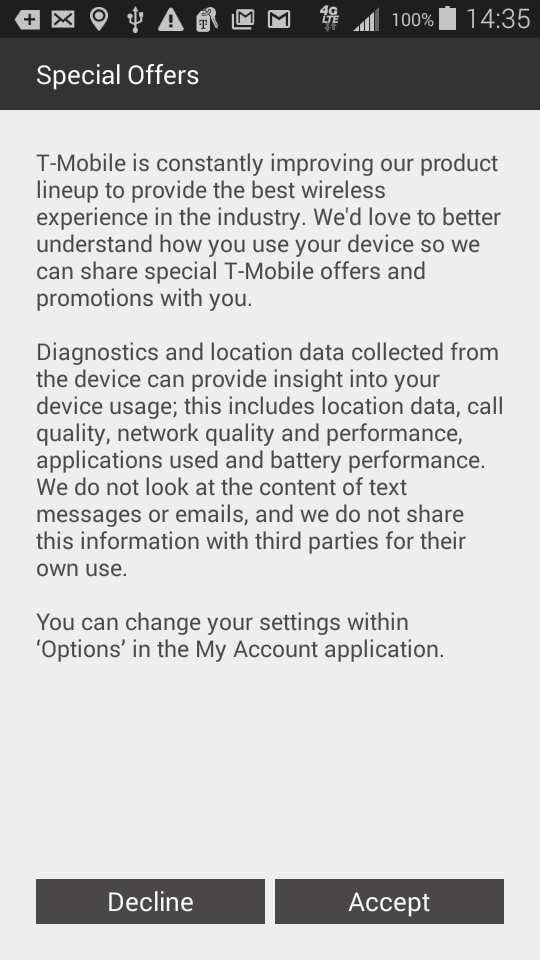 4G
LTE
100%
14:35
Special Offers
T-Mobile is constantly improving our product
lineup to provide the best wireless
experience in the industry. We'd love to better
understand how you use your device so we
can share special T-Mobile offers and
promotions with you.
Diagnostics and location data collected from
the device can provide insight into your
device usage; this includes location data, call
quality, network quality and performance,
applications used and battery performance.
We do not look at the content of text
messages or emails, and we do not share
this information with third parties for their
own use.
You can change your settings within
‘Options’ in the My Account application.
Decline
Accept